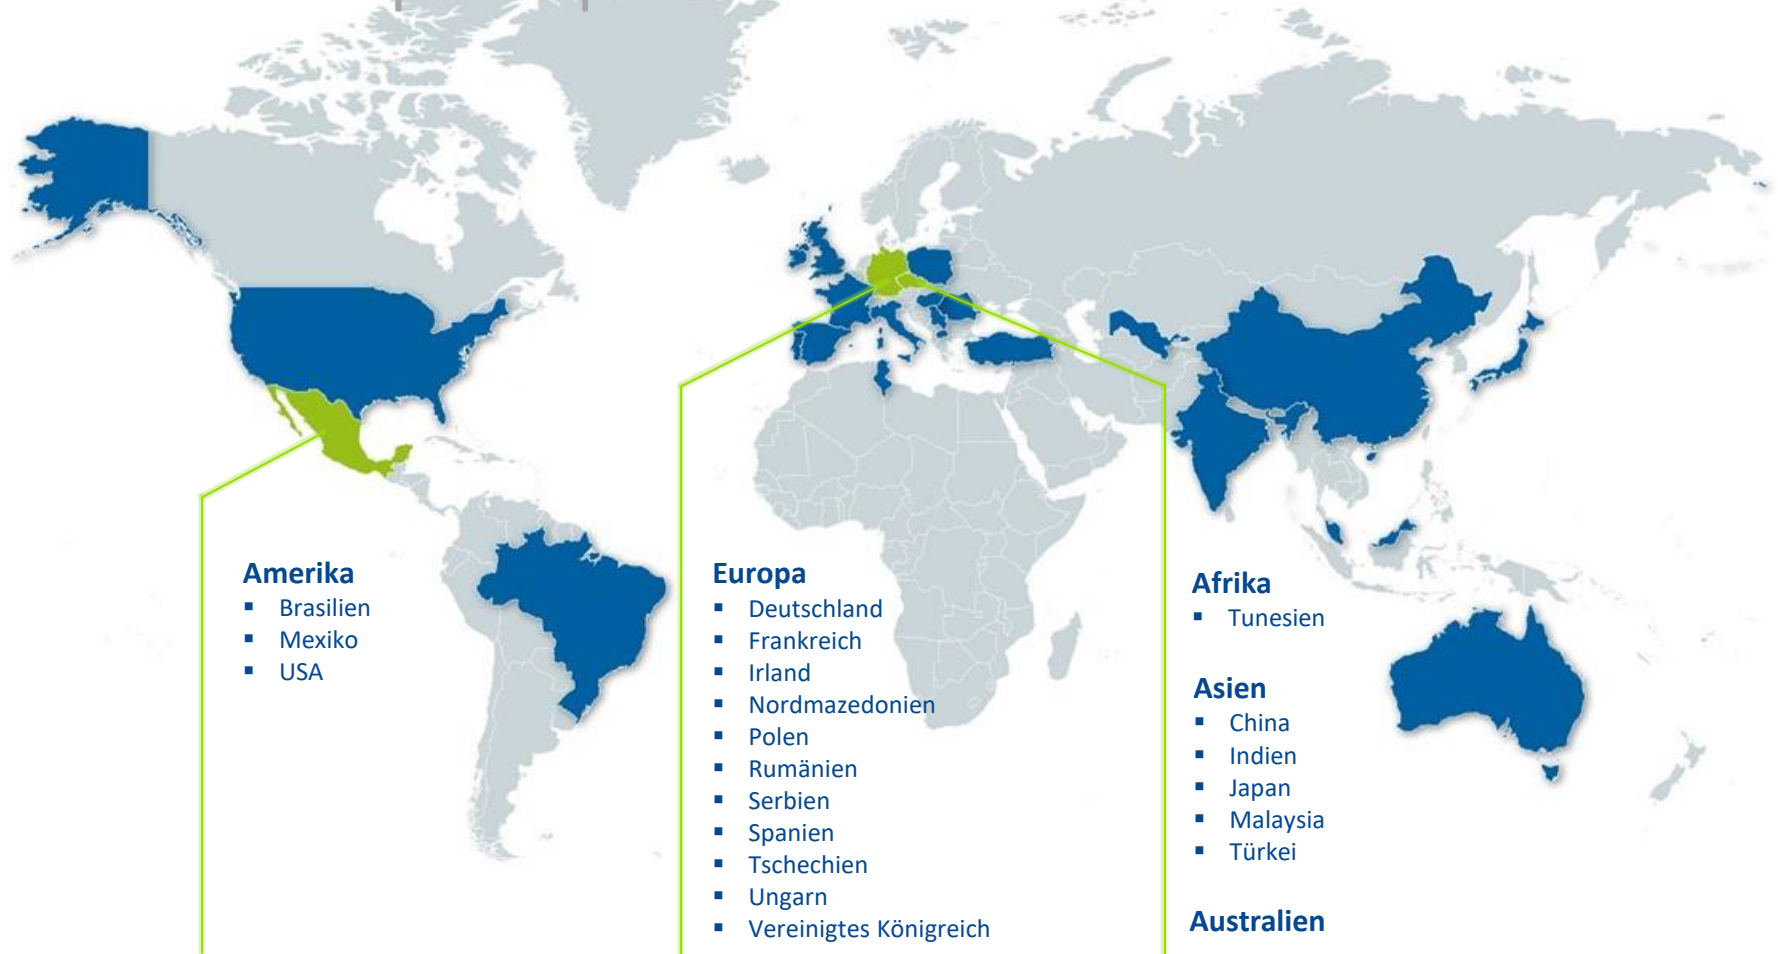 Amerika
▪ Brasilien
▪ Mexiko
▪ USA
Europa
▪ Deutschland
▪ Frankreich
▪ Irland
▪ Nordmazedonien
▪ Polen
▪ Rumänien
▪ Serbien
▪ Spanien
▪ Tschechien
▪ Ungarn
▪ Vereinigtes Königreich
Afrika
▪ Tunesien
Asien
▪ China
▪ Indien
▪ Japan
▪ Malaysia
▪ Türkei
Australien